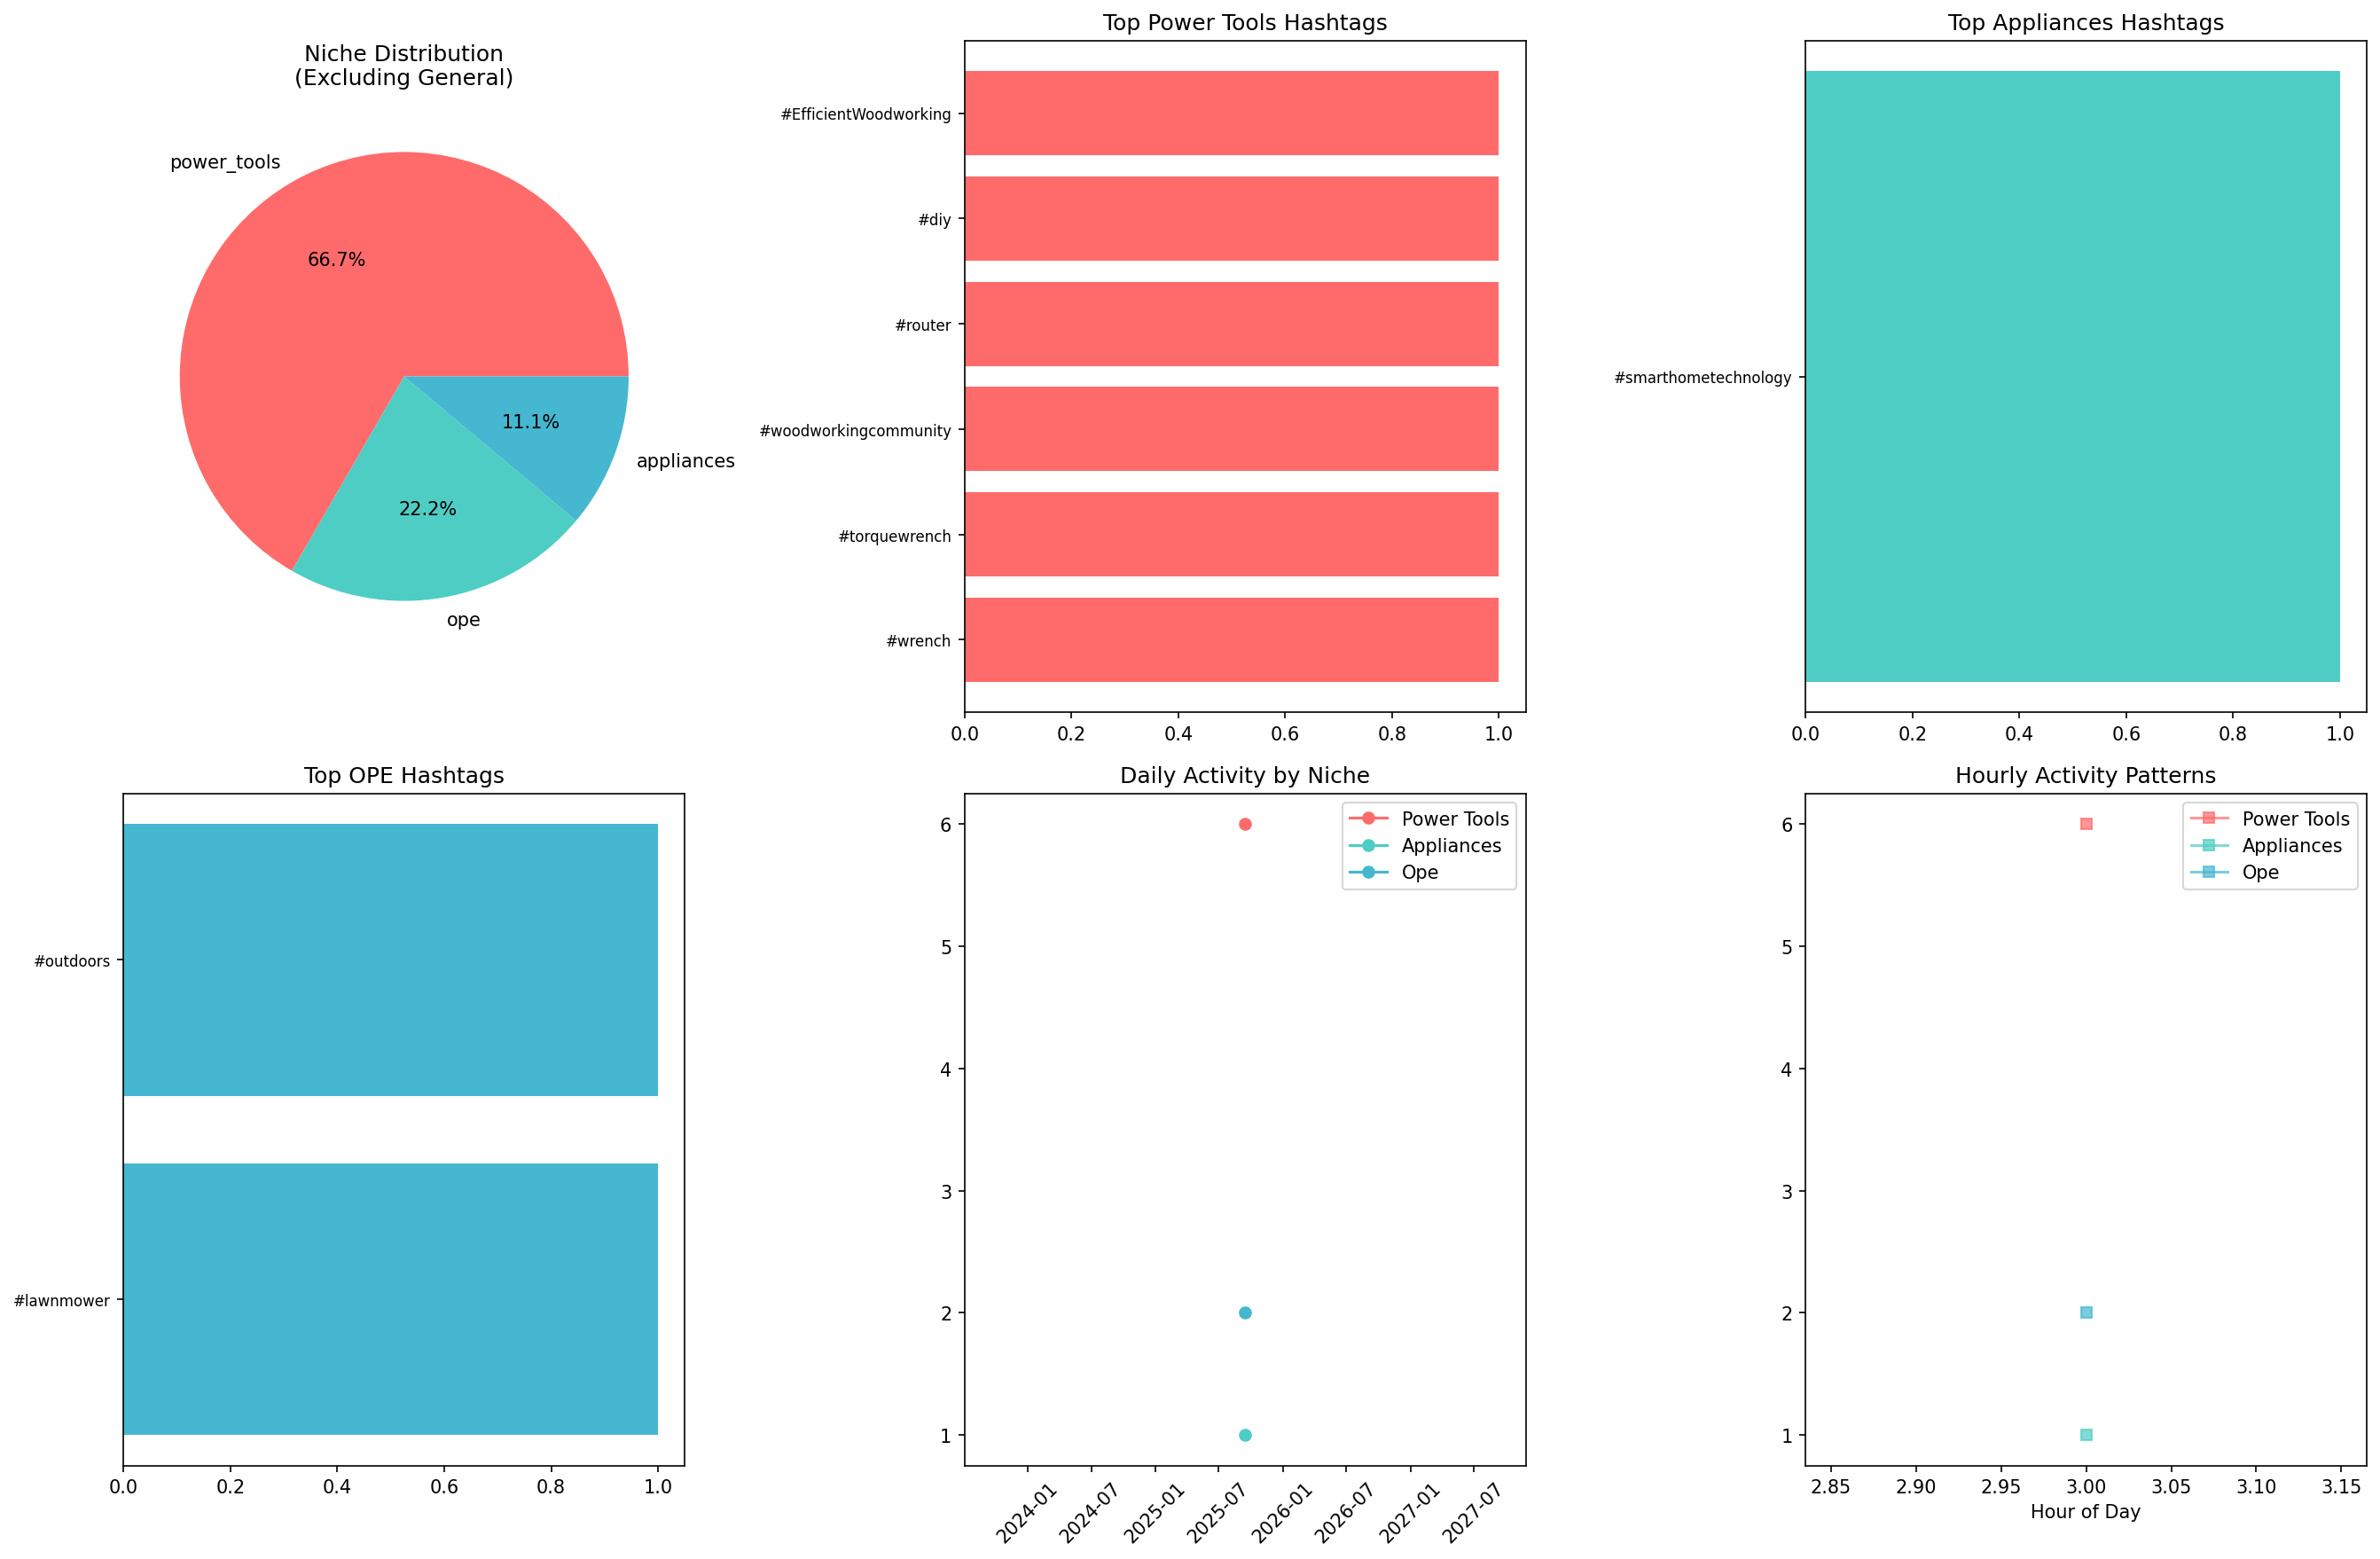 Niche Distribution
(Excluding General)
power_tools
66.7%
11.1%
appliances
22.2%
ope
Top Power Tools Hashtags
#EfficientWoodworking
#diy
#router
#woodworkingcommunity
#torquewrench
#wrench
0.0 0.2 0.4 0.6 0.8 1.0
Top Appliances Hashtags
#smarthometechnology
0.0 0.2 0.4 0.6 0.8 1.0
Top OPE Hashtags
#outdoors
#lawnmower
0.0 0.2 0.4 0.6 0.8 1.0
Daily Activity by Niche
Power Tools
Appliances
Ope
6
5
4
3
2
1
2024-01 2024-07 2025-01 2025-07 2026-01 2026-07 2027-01 2027-07
Hourly Activity Patterns
Power Tools
Appliances
Ope
6
5
4
3
2
1
2.85 2.90 2.95 3.00 3.05 3.10 3.15
Hour of Day